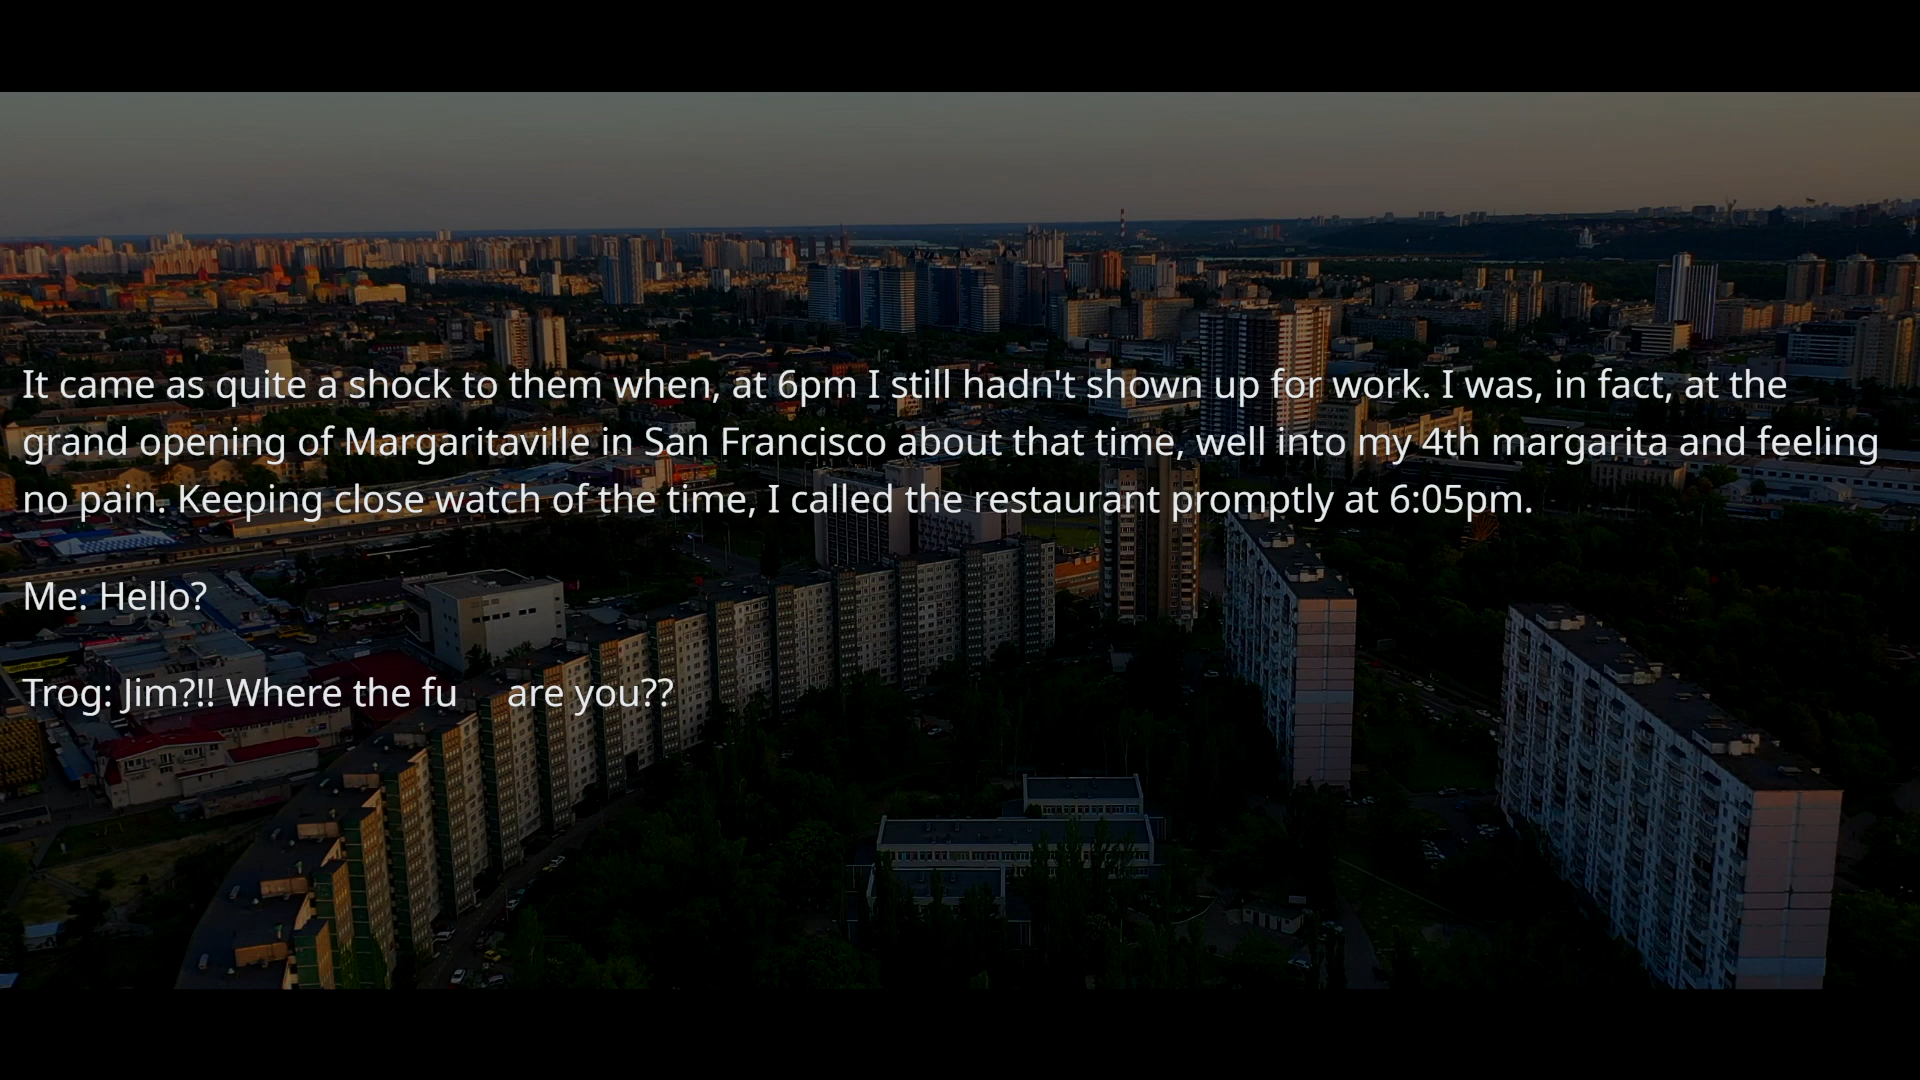 It came as quite a shock to them when, at 6pm I still hadn't shown up for work. I was, in fact, at the
grand opening of Margaritaville in San Francisco about that time, well into my 4th margarita and feeling
no pain. Keeping close watch of the time, I called the restaurant promptly at 6:05pm.
Me: Hello?
Trog: Jim?!! Where the fu are you??